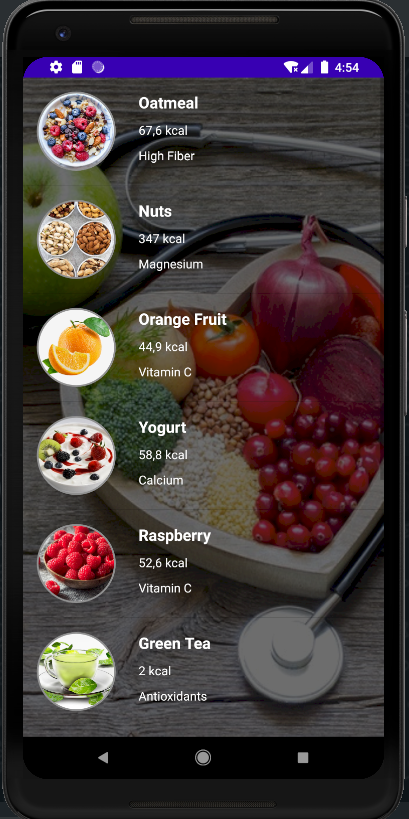 4:54
Oatmeal
67,6 kcal
High Fiber
Nuts
347 kcal
Magnesium
Orange Fruit
44,9 kcal
Vitamin C
Yogurt
58,8 kcal
Calcium
Raspberry
52,6 kcal
Vitamin C
Green Tea
2 kcal
Antioxidants